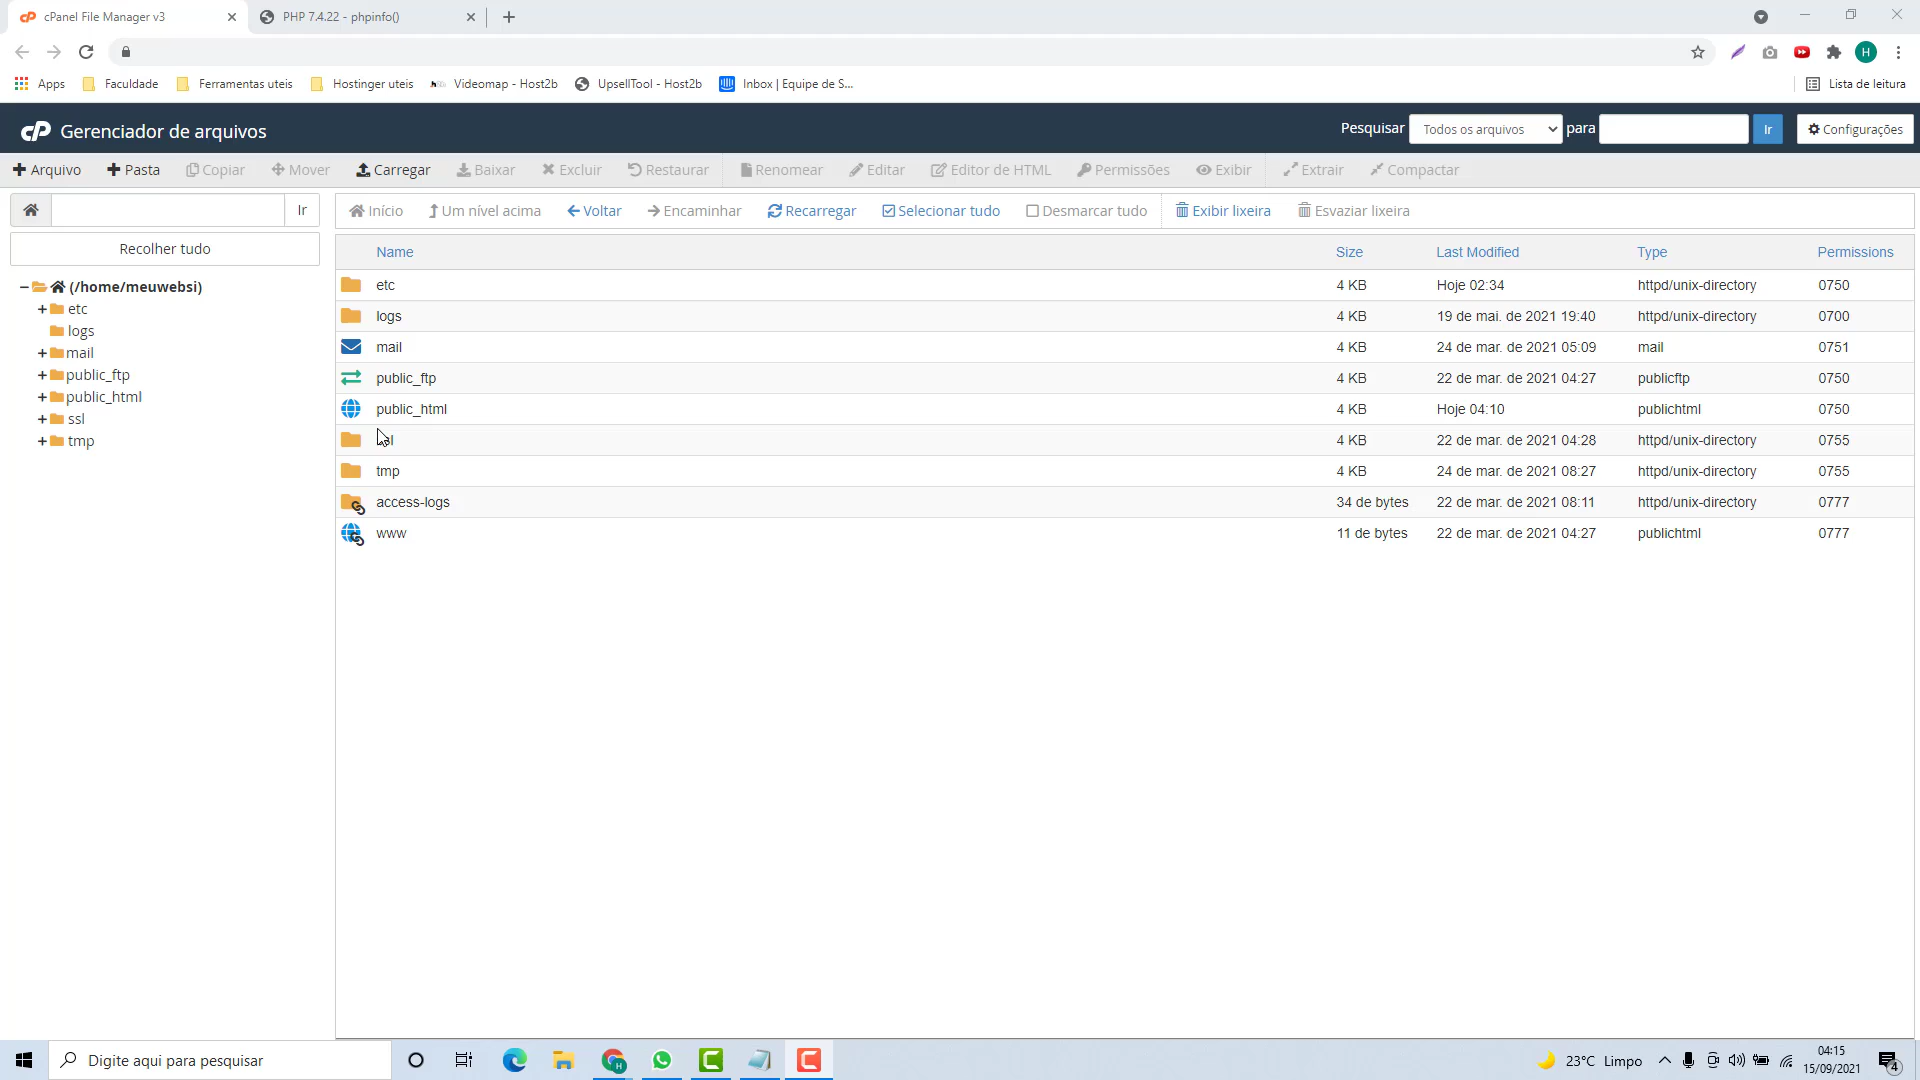 cPanel File Manager v3
PHP 7.4.22 - phpinfo()
Apps Faculdade Ferramentas uteis Hostinger uteis Videomap - Host2b UpsellTool - Host2b Inbox | Equipe de S... Lista de leitura
H
cP Gerenciador de arquivos Pesquisar Todos os arquivos para Ir Configurações
Arquivo Pasta Copiar Mover Carregar Baixar Excluir Restaurar Renomear Editar Editor de HTML Permissões Exibir Extrair Compactar
Ir Início Um nível acima Voltar Encaminhar Recarregar Selecionar tudo Desmarcar tudo Exibir lixeira Esvaziar lixeira
Recolher tudo
(/home/meuwebsi)
etc
logs
mail
public_ftp
public_html
ssl
tmp
Name Size Last Modified Type Permissions
etc 4 KB Hoje 02:34 httpd/unix-directory 0750
logs 4 KB 19 de mai. de 2021 19:40 httpd/unix-directory 0700
mail 4 KB 24 de mar. de 2021 05:09 mail 0751
public_ftp 4 KB 22 de mar. de 2021 04:27 publicftp 0750
public_html 4 KB Hoje 04:10 publichtml 0750
4 KB 22 de mar. de 2021 04:28 httpd/unix-directory 0755
tmp 4 KB 24 de mar. de 2021 08:27 httpd/unix-directory 0755
access-logs 34 de bytes 22 de mar. de 2021 08:11 httpd/unix-directory 0777
www 11 de bytes 22 de mar. de 2021 04:27 publichtml 0777
Digite aqui para pesquisar
23°C Limpo
04:15
15/09/2021
4